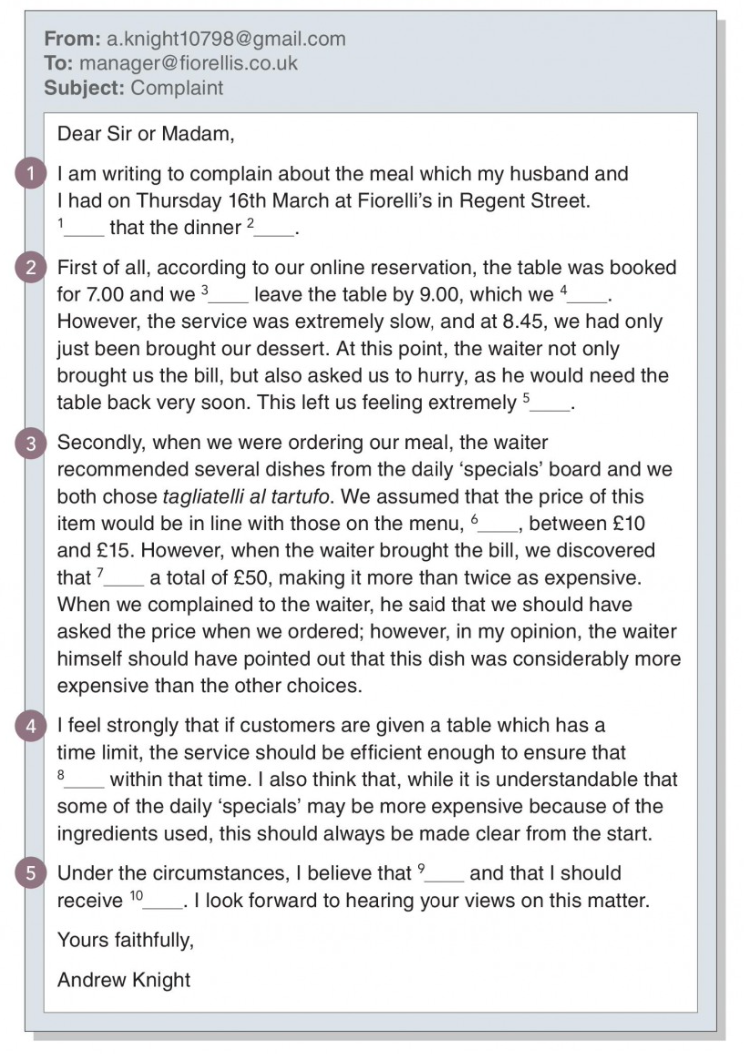 From: a.knight10798@gmail.com
To: manager@fiorellis.co.uk
Subject: Complaint
Dear Sir or Madam,
1 I am writing to complain about the meal which my husband and
I had on Thursday 16th March at Fiorelli's in Regent Street.
1____ that the dinner 2____.
2 First of all, according to our online reservation, the table was booked
for 7.00 and we 3____ leave the table by 9.00, which we 4____.
However, the service was extremely slow, and at 8.45, we had only
just been brought our dessert. At this point, the waiter not only
brought us the bill, but also asked us to hurry, as he would need the
table back very soon. This left us feeling extremely 5____.
3 Secondly, when we were ordering our meal, the waiter
recommended several dishes from the daily 'specials' board and we
both chose tagliatelli al tartufo. We assumed that the price of this
item would be in line with those on the menu, 6____, between £10
and £15. However, when the waiter brought the bill, we discovered
that 7____ a total of £50, making it more than twice as expensive.
When we complained to the waiter, he said that we should have
asked the price when we ordered; however, in my opinion, the waiter
himself should have pointed out that this dish was considerably more
expensive than the other choices.
4 I feel strongly that if customers are given a table which has a
time limit, the service should be efficient enough to ensure that
8____ within that time. I also think that, while it is understandable that
some of the daily 'specials' may be more expensive because of the
ingredients used, this should always be made clear from the start.
5 Under the circumstances, I believe that 9____ and that I should
receive 10____. I look forward to hearing your views on this matter.
Yours faithfully,
Andrew Knight